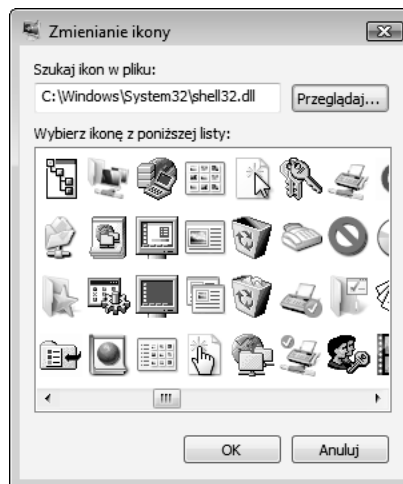 Zmienianie ikony
Szukaj ikon w pliku:
C:\Windows\System32\shell32.dll
Przeglądaj...
Wybierz ikonę z poniższej listy:
OK
Anuluj